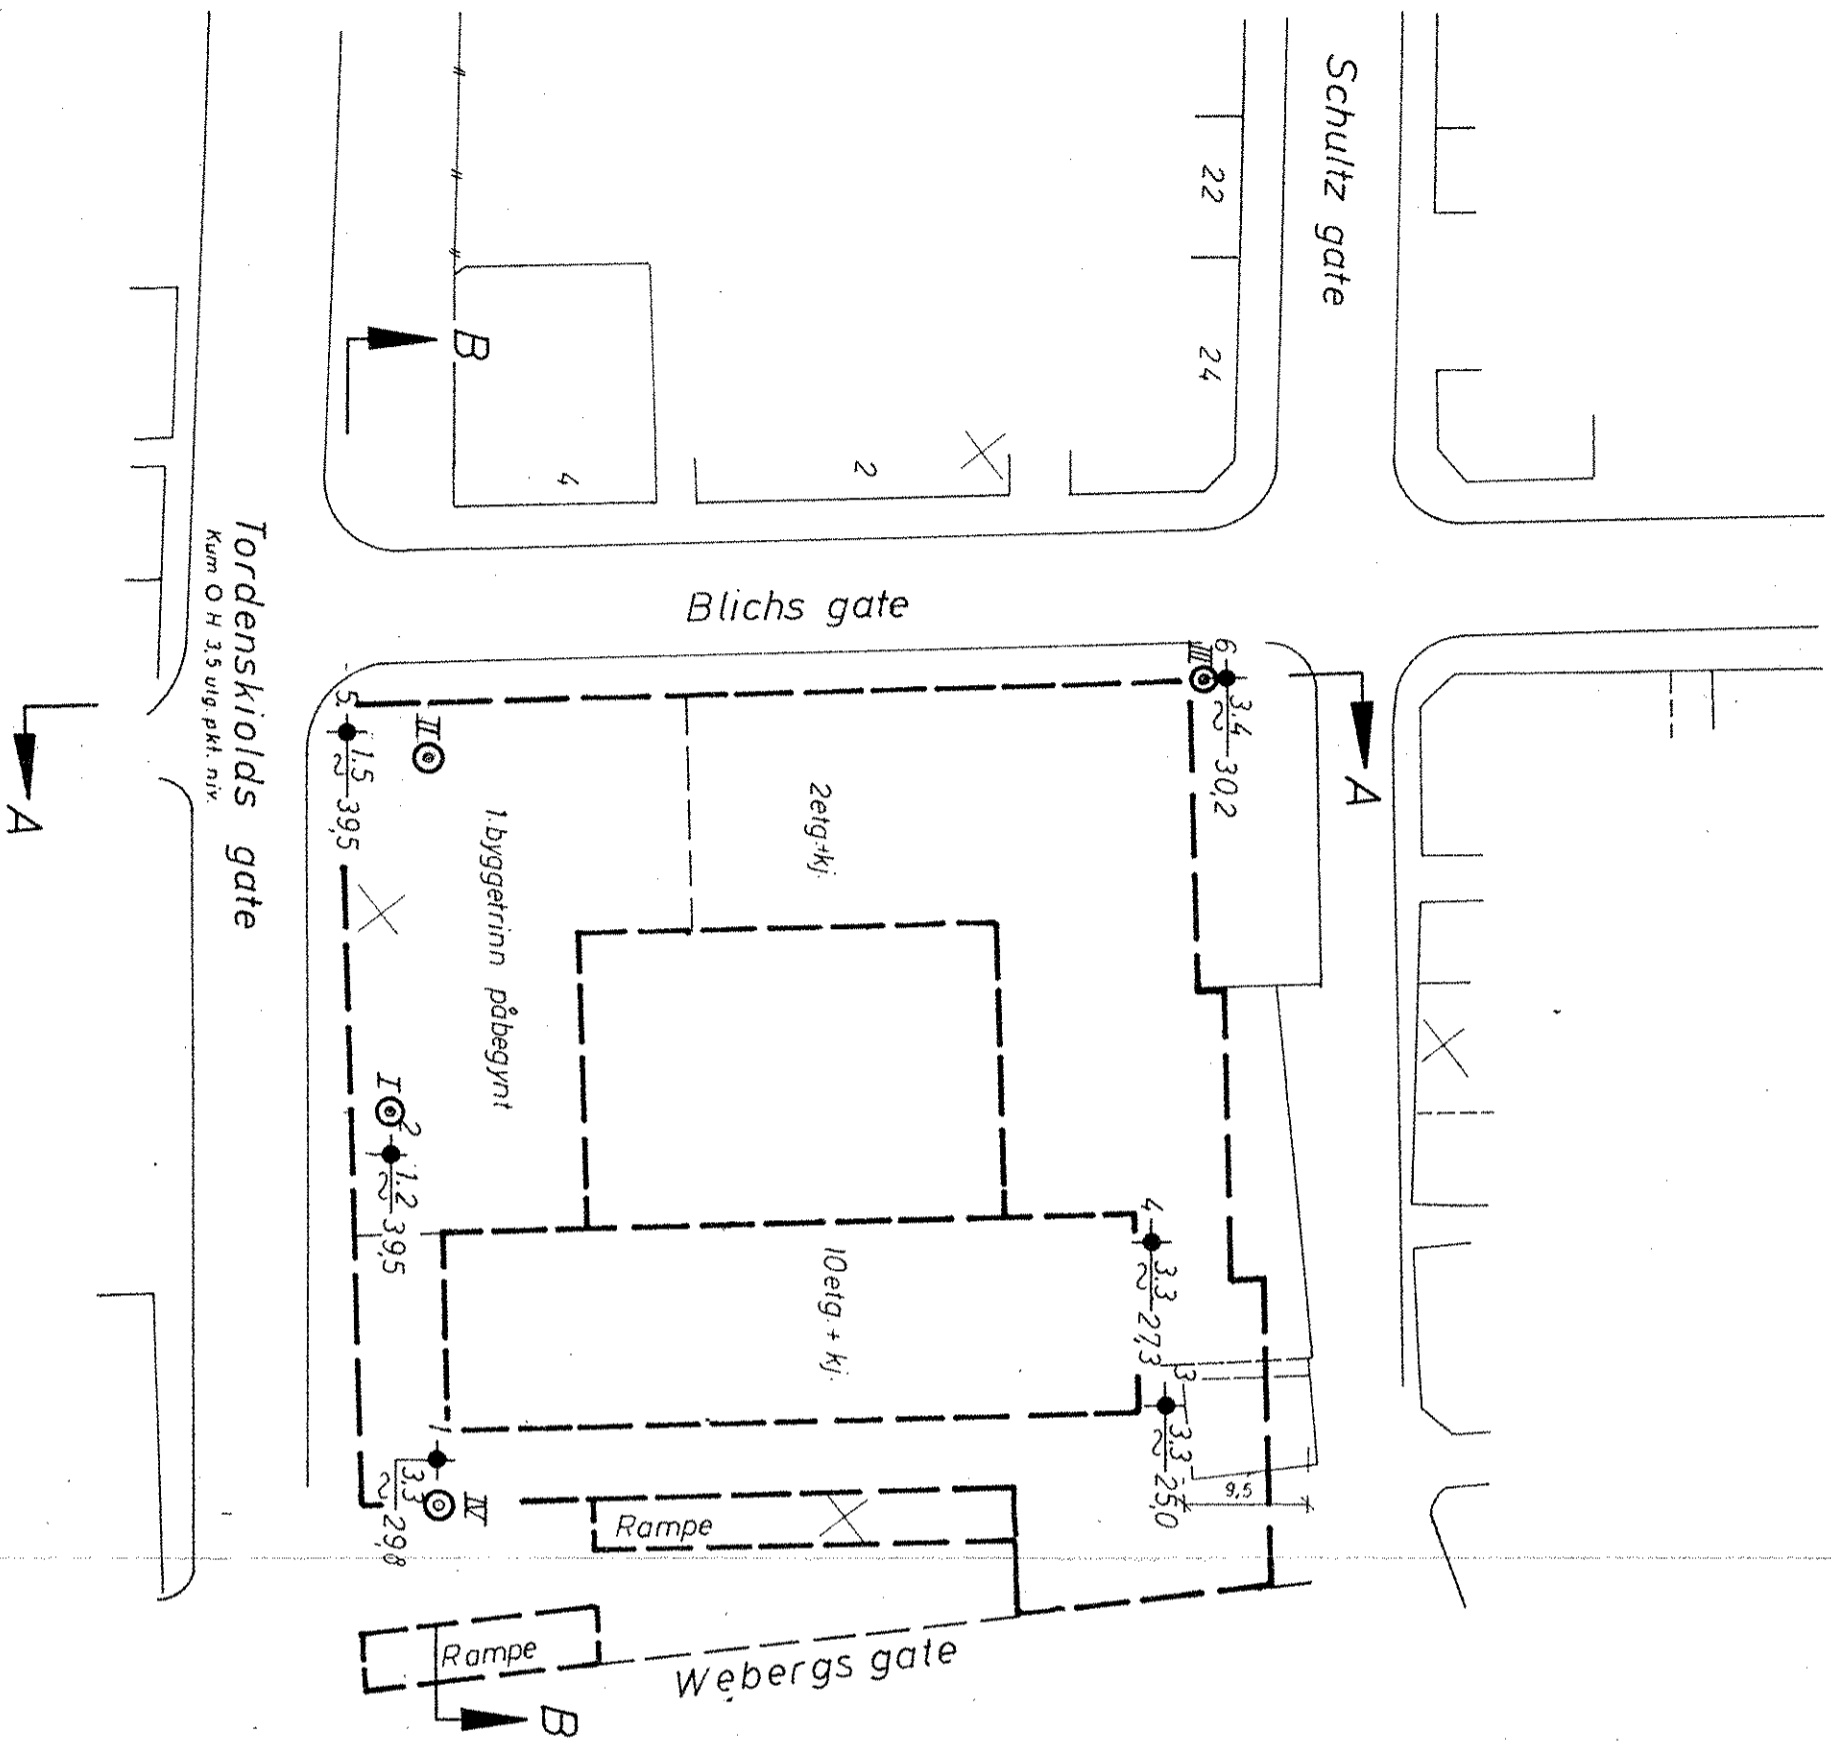 Schultz gate
22
24
B
4
2
Tordenskiolds gate
Kum O H 3,5 utg. pkt. niv.
Blichs gate
6
III
3.4
~
30,2
A
A
5
II
1.5
~
39,5
2etg.+kj.
1.byggetrinn påbegynt
I
2
1.2
~
39,5
4
3.3
~
27,3
10etg. + kj.
3
3.3
~
25,0
9,5
1
3.3
~
29,8
IV
Rampe
Rampe
Webergs gate
B